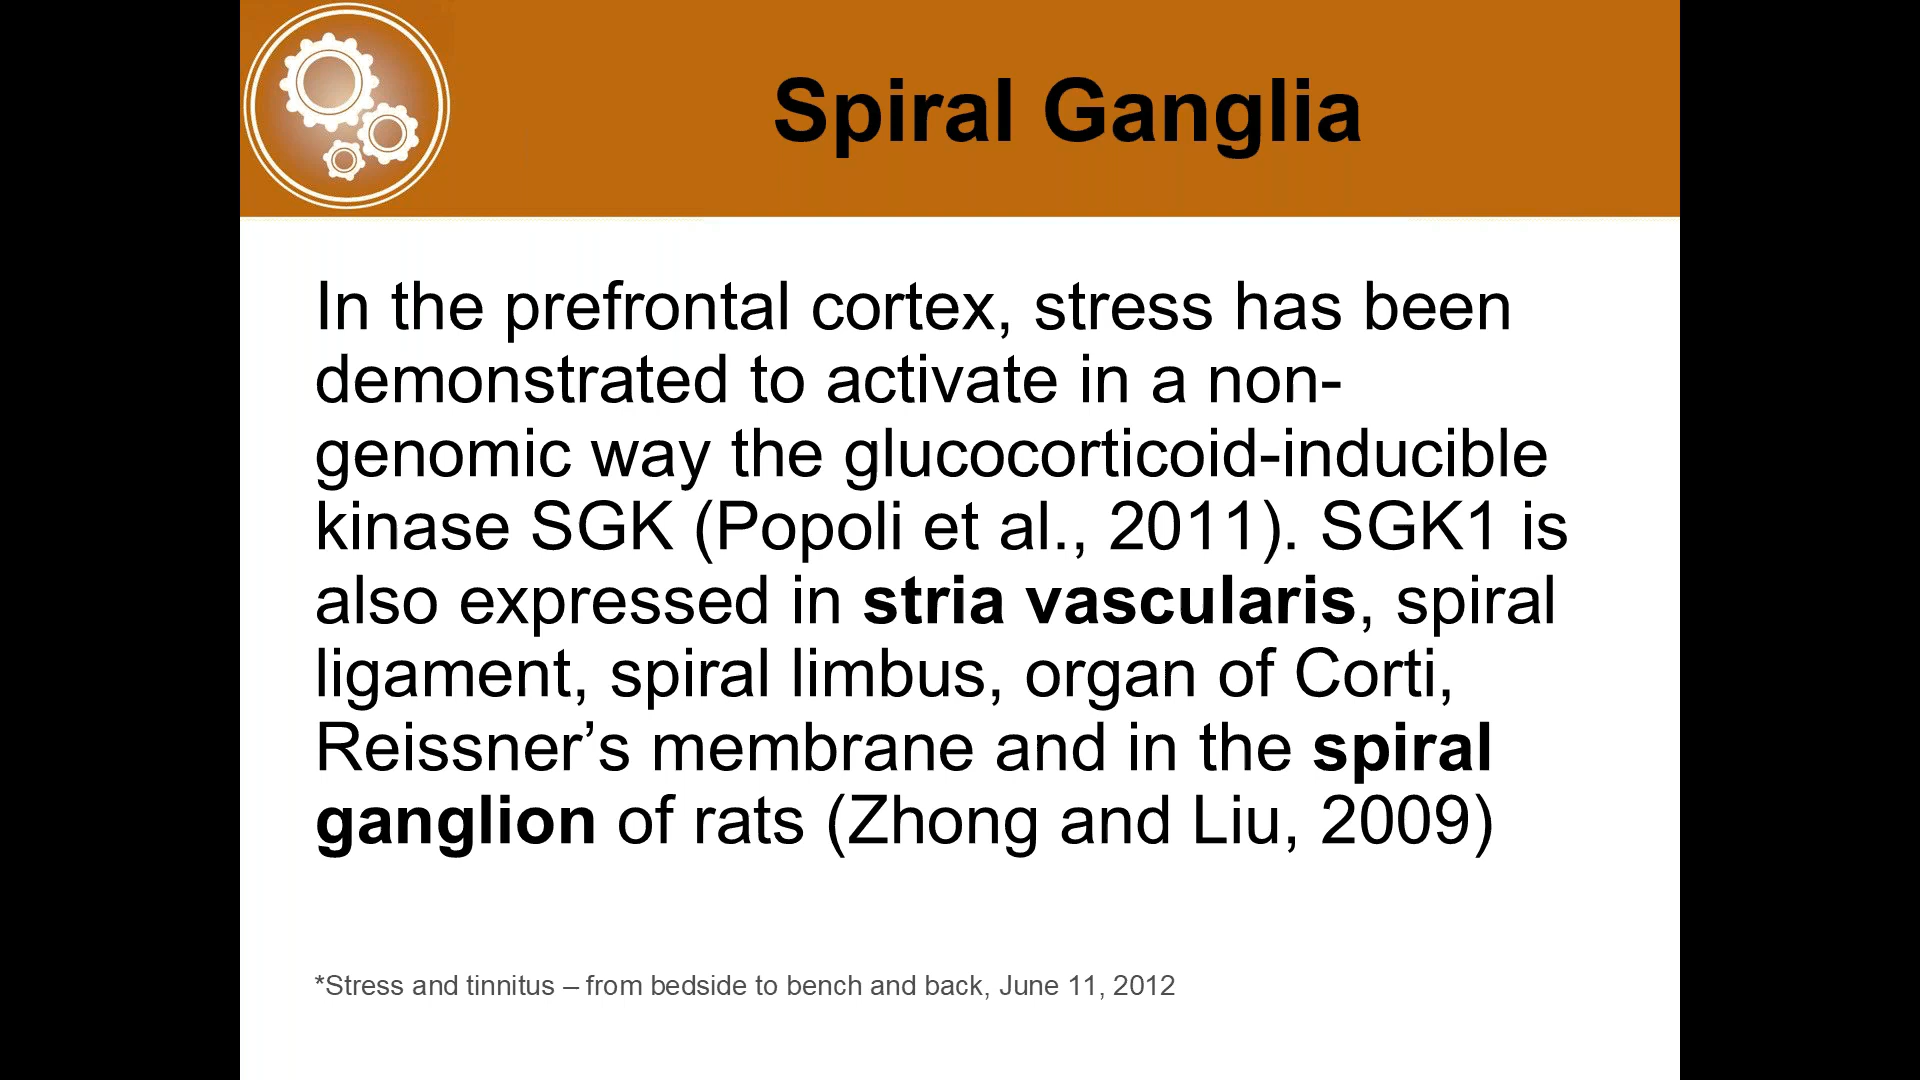 Spiral Ganglia
In the prefrontal cortex, stress has been
demonstrated to activate in a non-
genomic way the glucocorticoid-inducible
kinase SGK (Popoli et al., 2011). SGK1 is
also expressed in stria vascularis, spiral
ligament, spiral limbus, organ of Corti,
Reissner’s membrane and in the spiral
ganglion of rats (Zhong and Liu, 2009)
*Stress and tinnitus – from bedside to bench and back, June 11, 2012